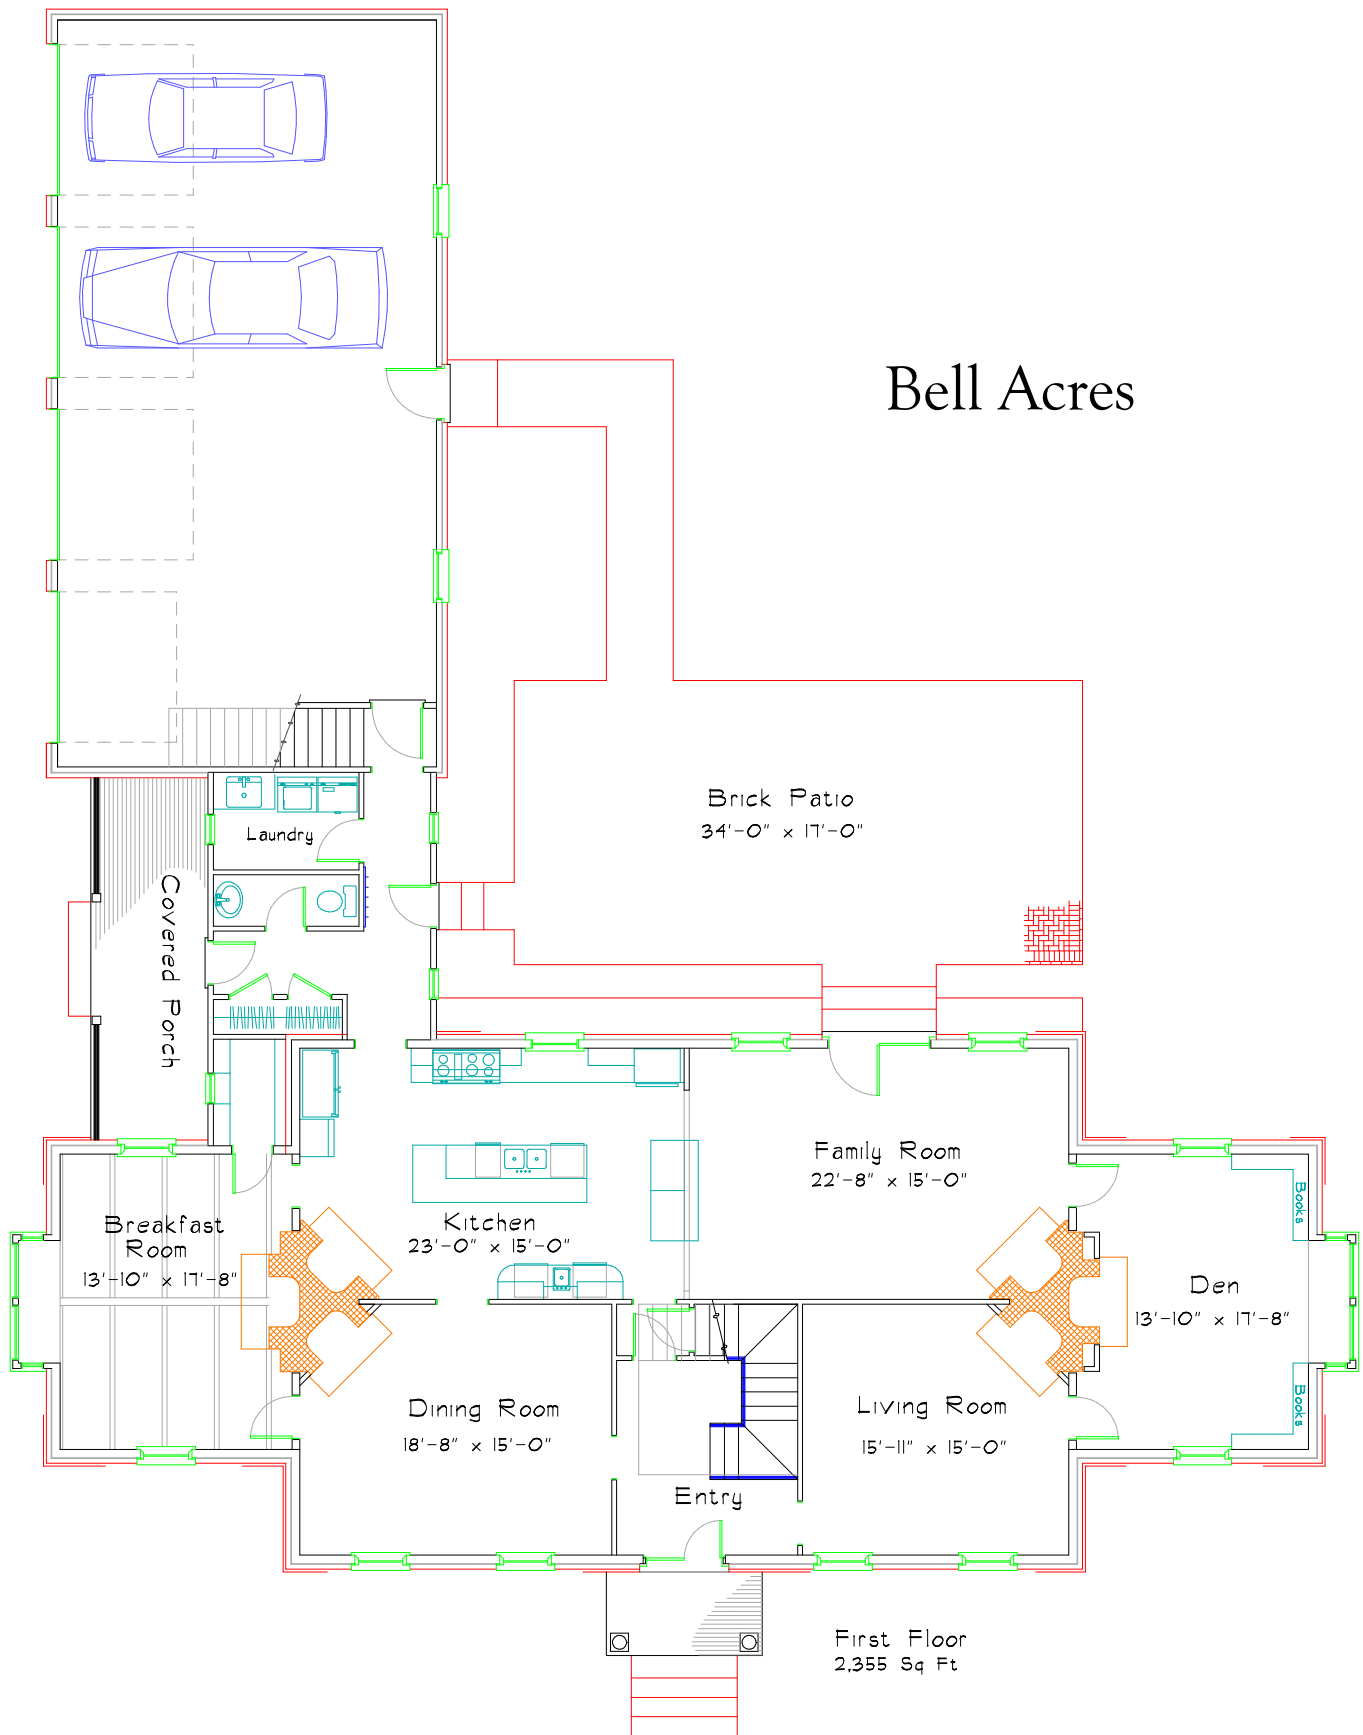 Bell Acres
Brick Patio
34'-0" x 17'-0"
Laundry
Covered Porch
Family Room
22'-8" x 15'-0"
Books
Breakfast
Room
13'-10" x 17'-8"
Kitchen
23'-0" x 15'-0"
Den
13'-10" x 17'-8"
Books
Dining Room
18'-8" x 15'-0"
Living Room
15'-11" x 15'-0"
Entry
First Floor
2,355 Sq Ft